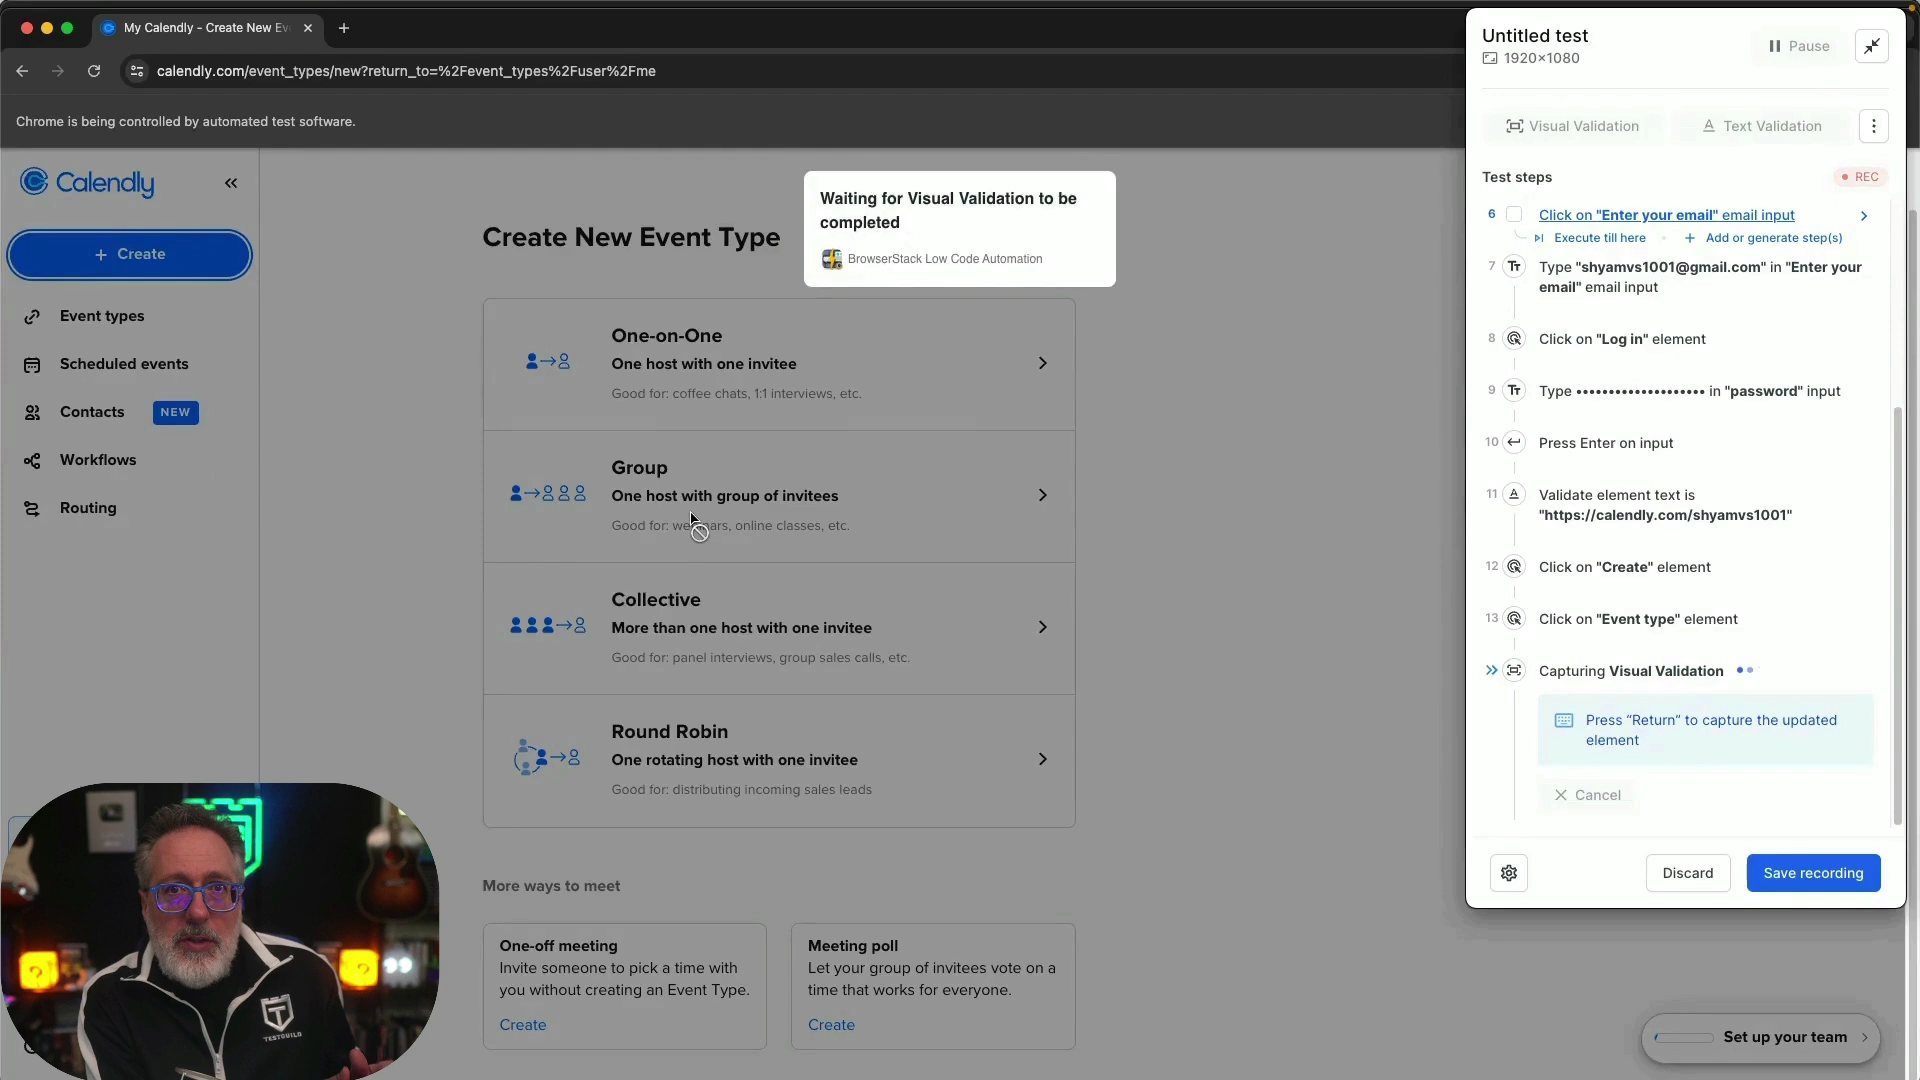 My Calendly - Create New Eve
calendly.com/event_types/new?return_to=%2Fevent_types%2Fuser%2Fme
Chrome is being controlled by automated test software.
Calendly
+ Create
Event types
Scheduled events
Contacts NEW
Workflows
Routing
Create New Event Type
Waiting for Visual Validation to be
completed
BrowserStack Low Code Automation
One-on-One
One host with one invitee
Good for: coffee chats, 1:1 interviews, etc.
Group
One host with group of invitees
Good for: webinars, online classes, etc.
Collective
More than one host with one invitee
Good for: panel interviews, group sales calls, etc.
Round Robin
One rotating host with one invitee
Good for: distributing incoming sales leads
More ways to meet
One-off meeting
Invite someone to pick a time with
you without creating an Event Type.
Create
Meeting poll
Let your group of invitees vote on a
time that works for everyone.
Create
TESTGUILD
Untitled test
1920×1080
Pause
Visual Validation
Text Validation
Test steps
REC
6 Click on "Enter your email" email input
Execute till here
+ Add or generate step(s)
7 Type "shyamvs1001@gmail.com" in "Enter your
email" email input
8 Click on "Log in" element
9 Type •••••••••••••••••••• in "password" input
10 Press Enter on input
11 Validate element text is
"https://calendly.com/shyamvs1001"
12 Click on "Create" element
13 Click on "Event type" element
Capturing Visual Validation
Press “Return” to capture the updated
element
Cancel
Discard
Save recording
Set up your team